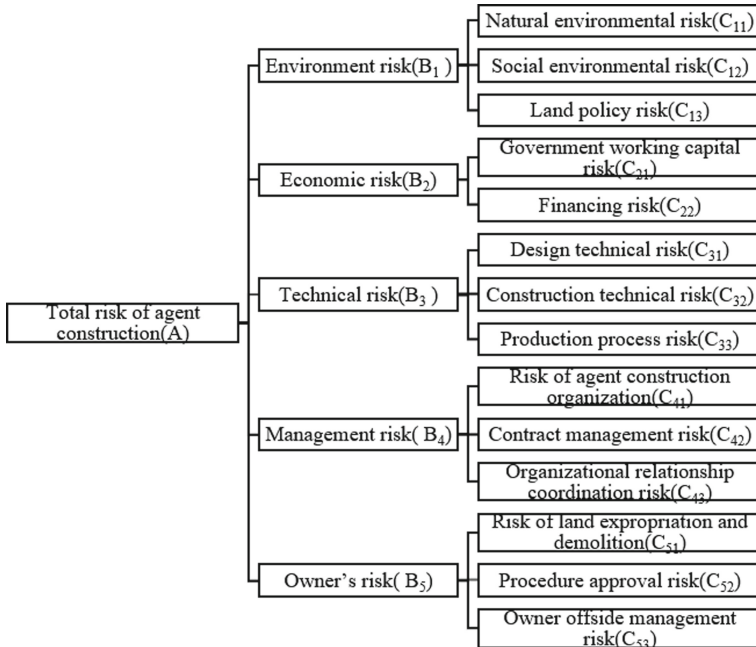 Total risk of agent
construction(A)
Environment risk(B₁ )
Natural environmental risk(C₁₁)
Social environmental risk(C₁₂)
Land policy risk(C₁₃)
Economic risk(B₂)
Government working capital
risk(C₂₁)
Financing risk(C₂₂)
Technical risk(B₃ )
Design technical risk(C₃₁)
Construction technical risk(C₃₂)
Production process risk(C₃₃)
Management risk( B₄)
Risk of agent construction
organization(C₄₁)
Contract management risk(C₄₂)
Organizational relationship
coordination risk(C₄₃)
Owner's risk( B₅)
Risk of land expropriation and
demolition(C₅₁)
Procedure approval risk(C₅₂)
Owner offside management
risk(C₅₃)